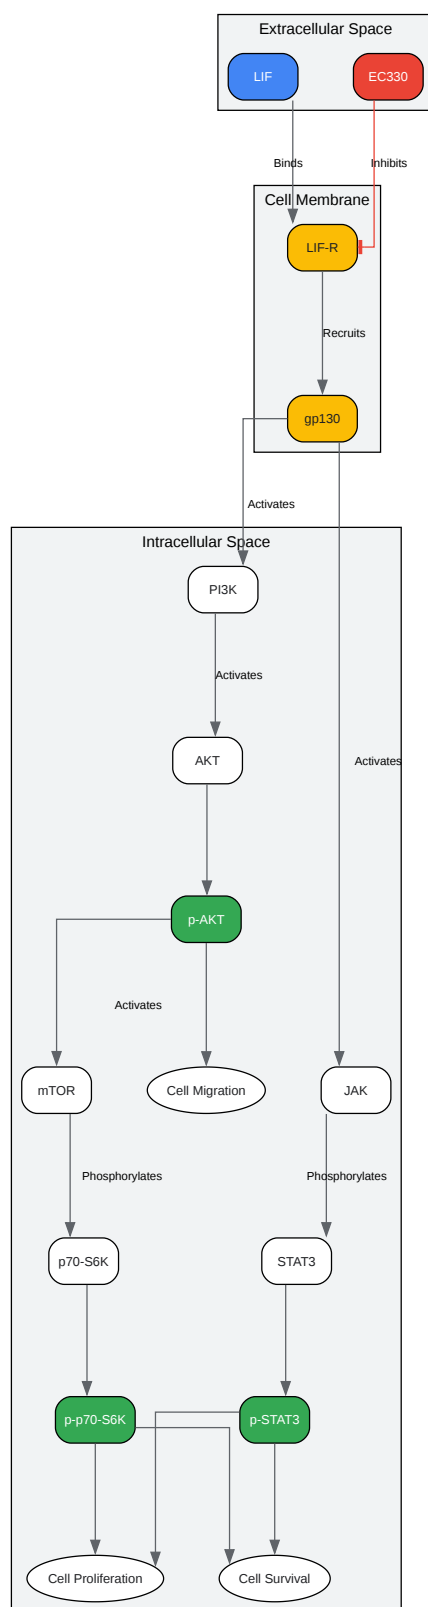 Extracellular Space
LIF
EC330
Binds
Inhibits
Cell Membrane
LIF-R
Recruits
gp130
Activates
Intracellular Space
PI3K
Activates
AKT
Activates
p-AKT
Activates
mTOR
Cell Migration
JAK
Phosphorylates
Phosphorylates
p70-S6K
STAT3
p-p70-S6K
p-STAT3
Cell Proliferation
Cell Survival